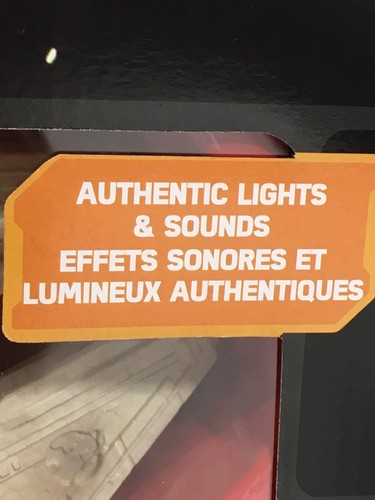 AUTHENTIC LIGHTS
& SOUNDS
EFFETS SONORES ET
LUMINEUX AUTHENTIQUES